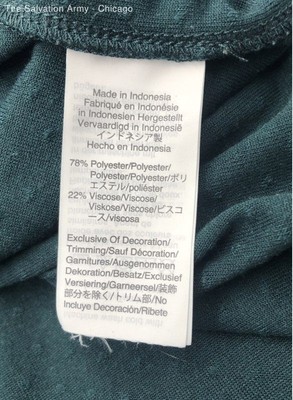 The Salvation Army - Chicago
Made in Indonesia
Fabriqué en Indonésie
in Indonesien Hergestellt
Vervaardigd in Indonesië
インドネシア製
Hecho en Indonesia
78% Polyester/Polyester/
Polyester/Polyester/ポリ
エステル/poliéster
22% Viscose/Viscose/
Viskose/Viscose/ビスコ
ース/viscosa
Exclusive Of Decoration/
Trimming/Sauf Décoration/
Garnitures/Ausgenommen
Dekoration/Besatz/Exclusief
Versiering/Garneersel/装飾
部分を除く/トリム部/No
Incluye Decoración/Ribete